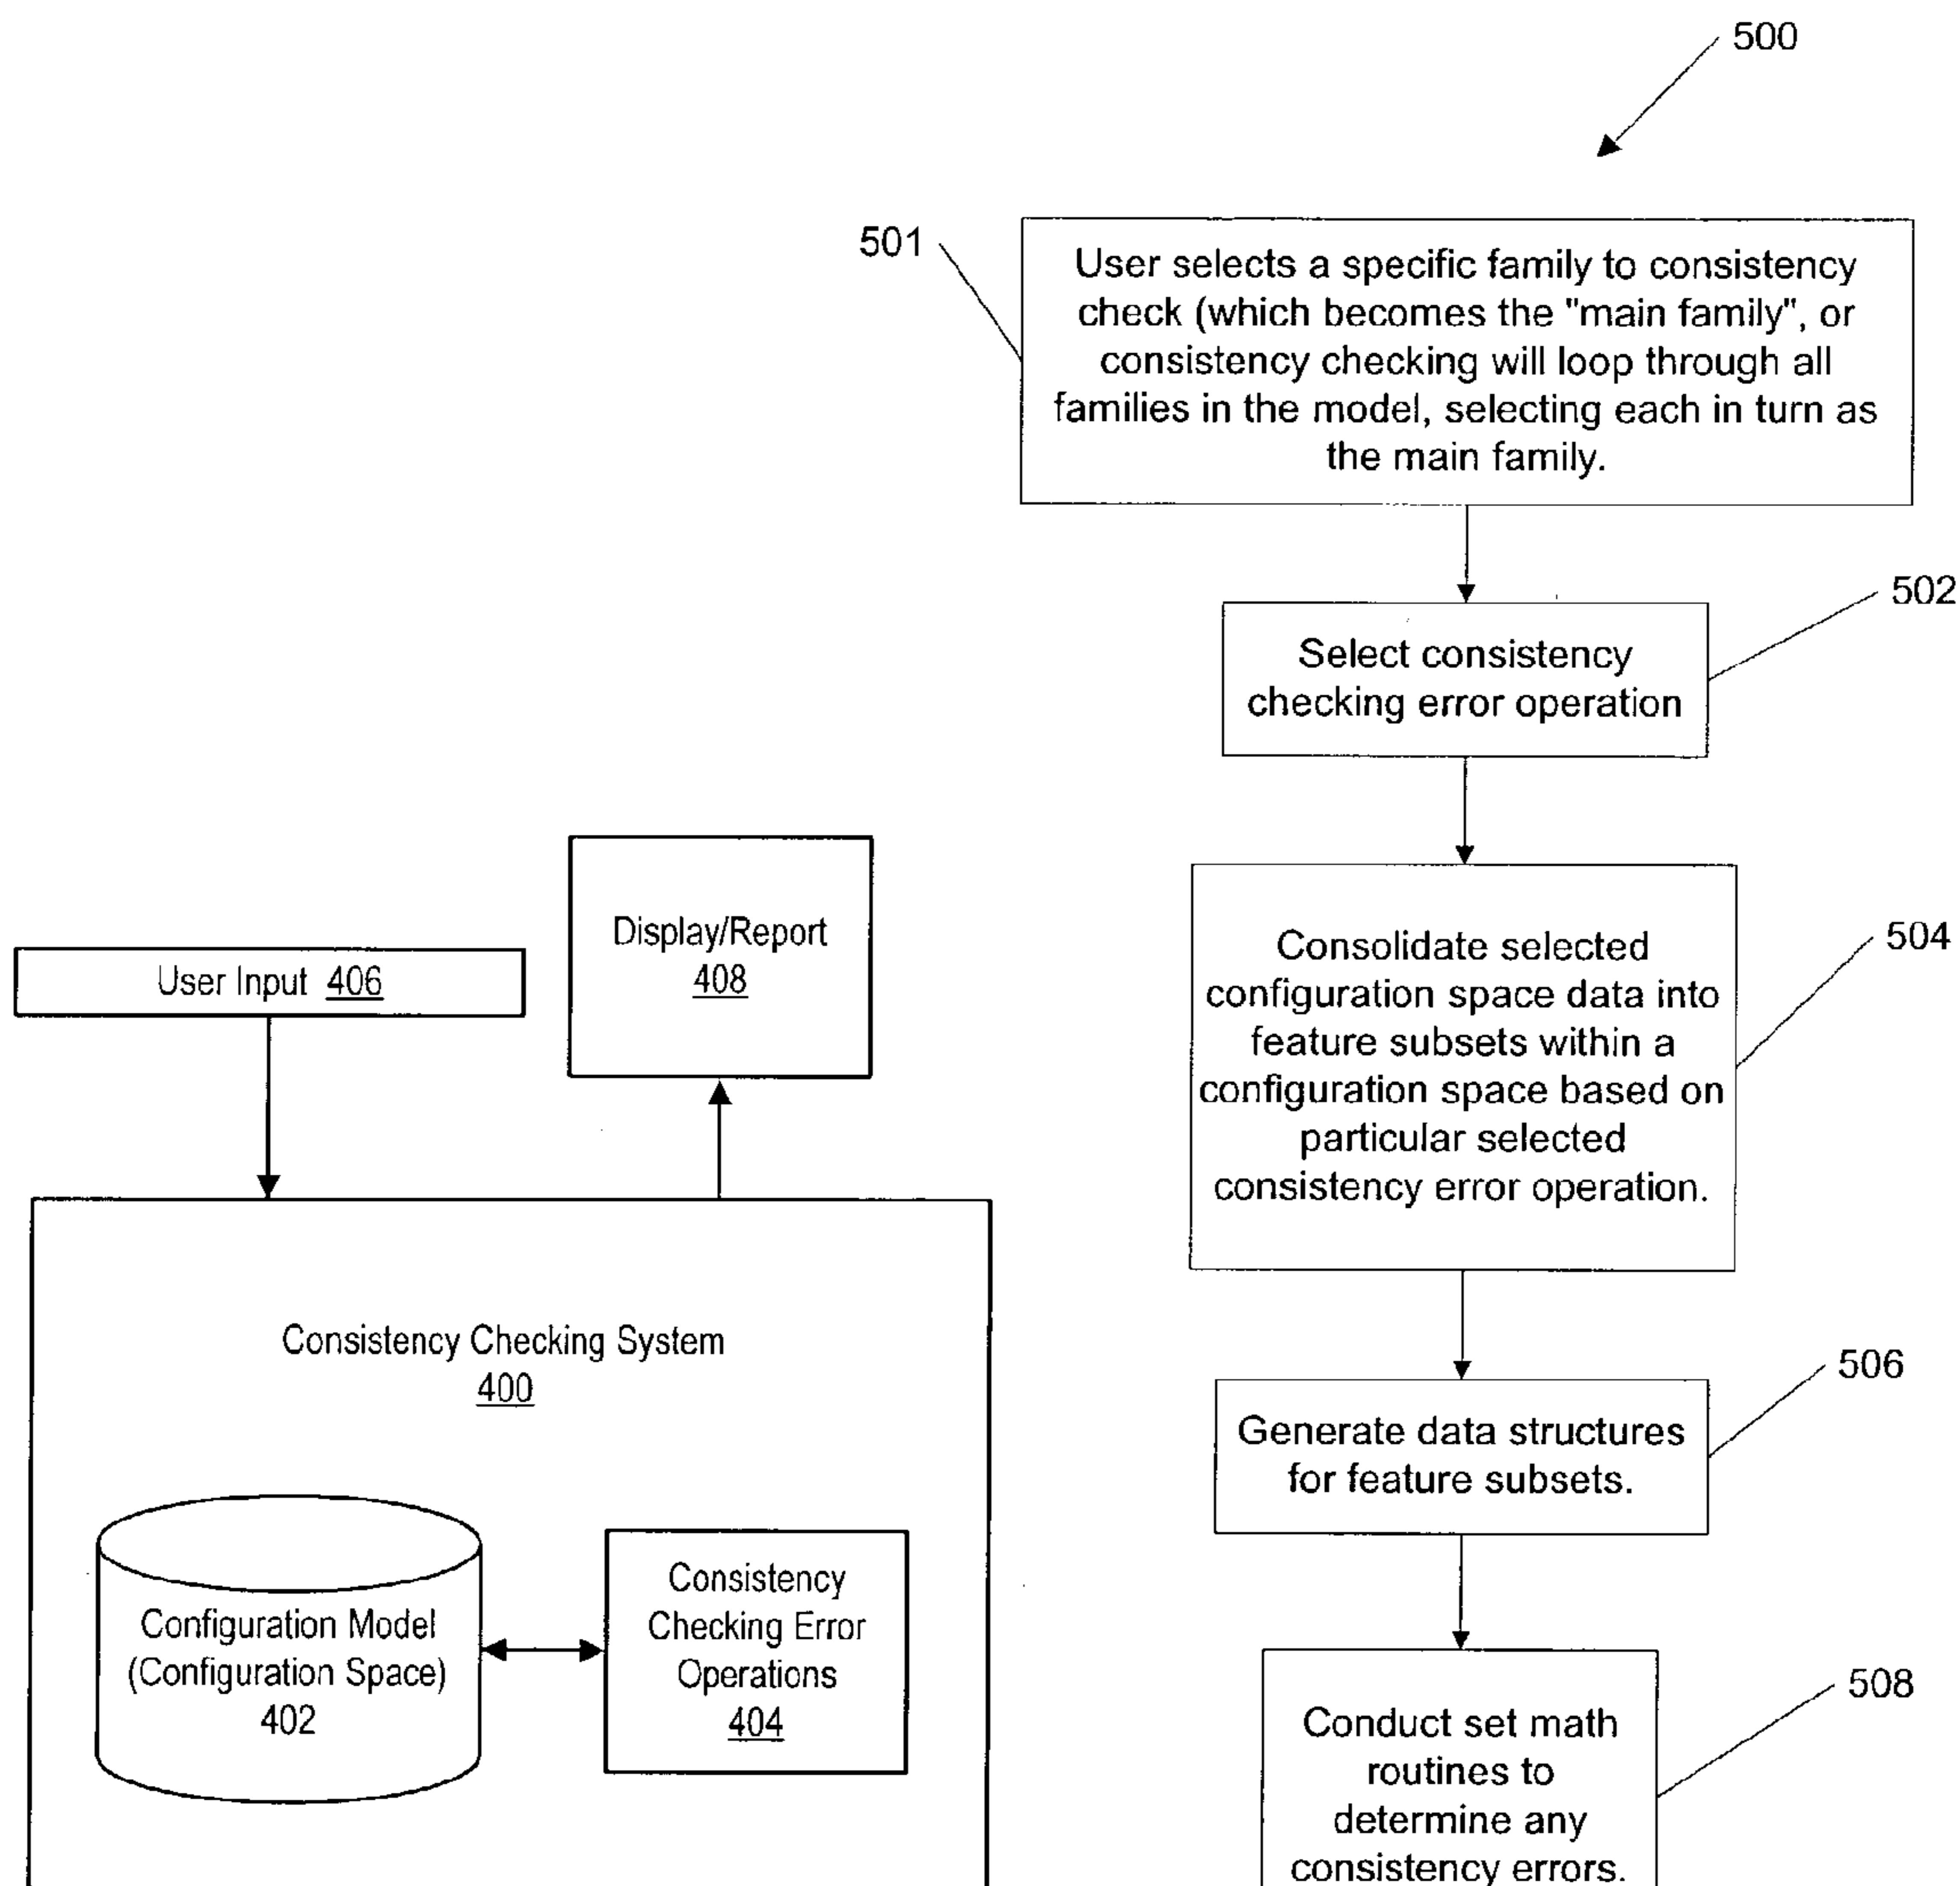 500
501
User selects a specific family to consistency
check (which becomes the "main family", or
consistency checking will loop through all
families in the model, selecting each in turn as
the main family.
502
Select consistency
checking error operation
504
Consolidate selected
configuration space data into
feature subsets within a
configuration space based on
particular selected
consistency error operation.
506
Generate data structures
for feature subsets.
508
Conduct set math
routines to
determine any
consistency errors.
User Input 406
Display/Report
408
Consistency Checking System
400
Configuration Model
(Configuration Space)
402
Consistency
Checking Error
Operations
404